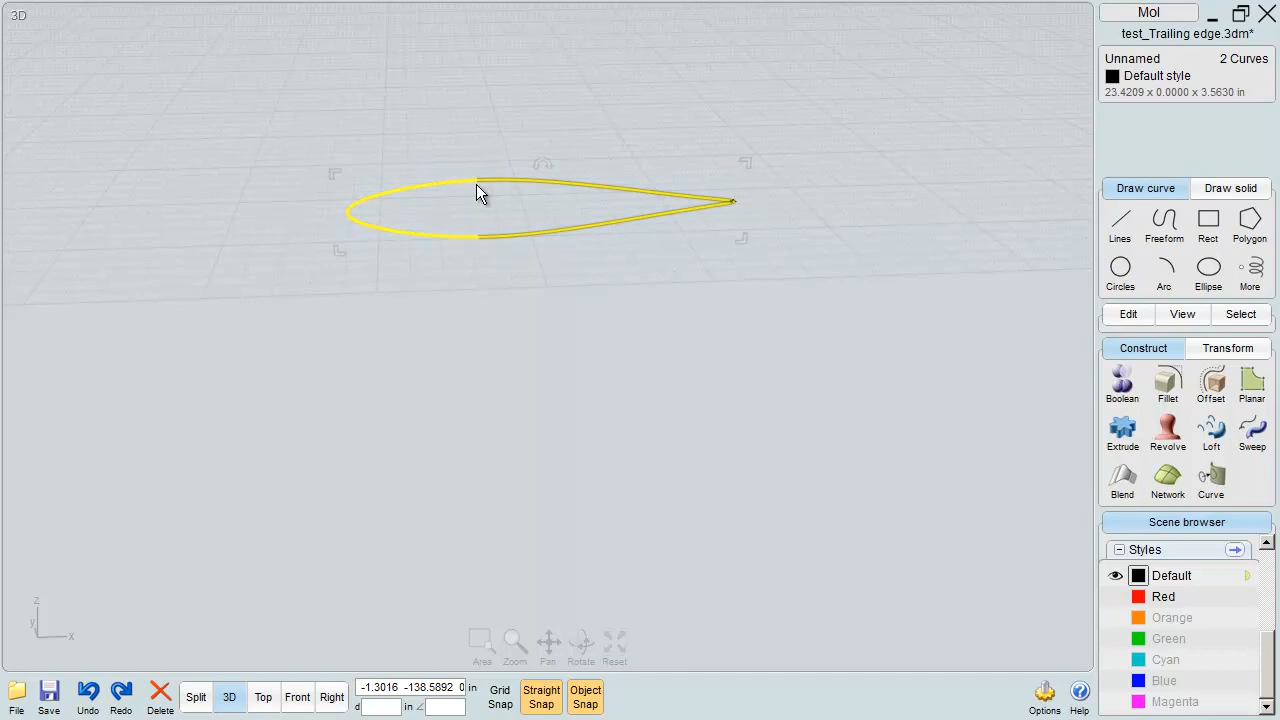 3D
MoI
test_Trailing edge.3dm*
Unnamed 2 Curves
Default style
23.4209 x 0.0000 x 3.5630 in
Draw curve Draw solid
Lines Freeform Rect Polygon
Circles Arc Ellipse More
Edit View Select
Construct Transform
Boolean Fillet Offset Planar
Extrude Revolve Loft Sweep
Blend Network Curve
Scene browser
Styles
Default
Red
Orange
Green
Cyan
Blue
Magenta
z
y
x
Area Zoom Pan Rotate Reset
File Save Undo Redo Delete
Split 3D Top Front Right
-1.3016 -138.5892 0 in
d in
Grid Snap
Straight Snap
Object Snap
Options Help